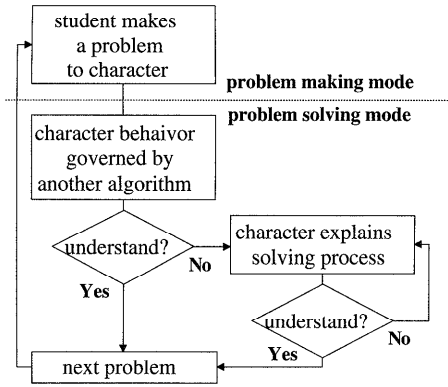 student makes
a problem
to character
problem making mode
problem solving mode
character behaivor
governed by
another algorithm
understand?
No
Yes
character explains
solving process
understand?
No
Yes
next problem